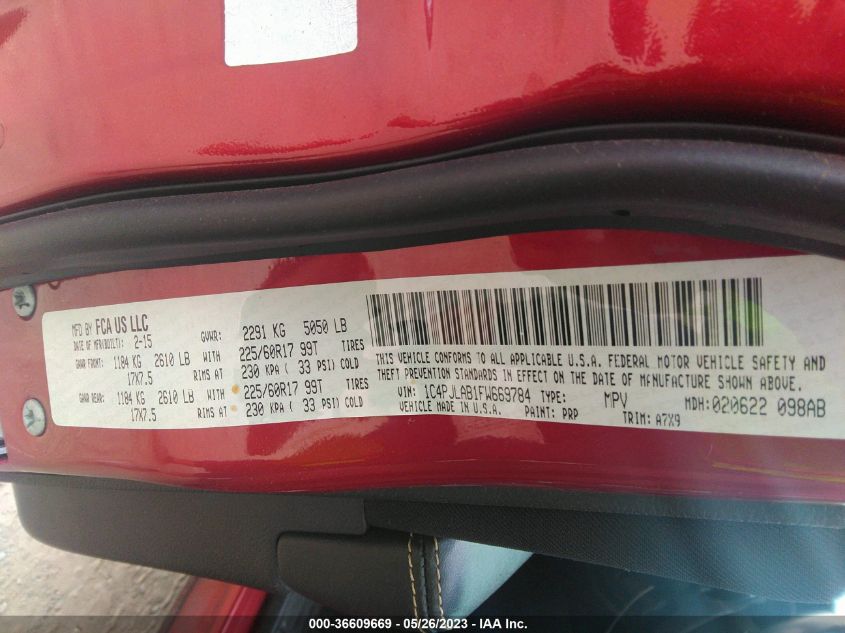 MFD BY FCA US LLC
DATE OF MFR(BUILT): 2-15 GVWR: 2291 KG 5050 LB
GAWR FRONT: 1184 KG 2610 LB WITH 225/60R17 99T TIRES
17X7.5 RIMS AT 230 KPA ( 33 PSI) COLD
GAWR REAR: 1184 KG 2610 LB WITH 225/60R17 99T TIRES
17X7.5 RIMS AT 230 KPA ( 33 PSI) COLD
THIS VEHICLE CONFORMS TO ALL APPLICABLE U.S.A. FEDERAL MOTOR VEHICLE SAFETY AND
THEFT PREVENTION STANDARDS IN EFFECT ON THE DATE OF MANUFACTURE SHOWN ABOVE.
VIN: 1C4PJLAB1FW669784 TYPE: MPV MDH: 020622 098AB
VEHICLE MADE IN U.S.A. PAINT: PRP TRIM: A7X9
000-36609669 - 05/26/2023 - IAA Inc.